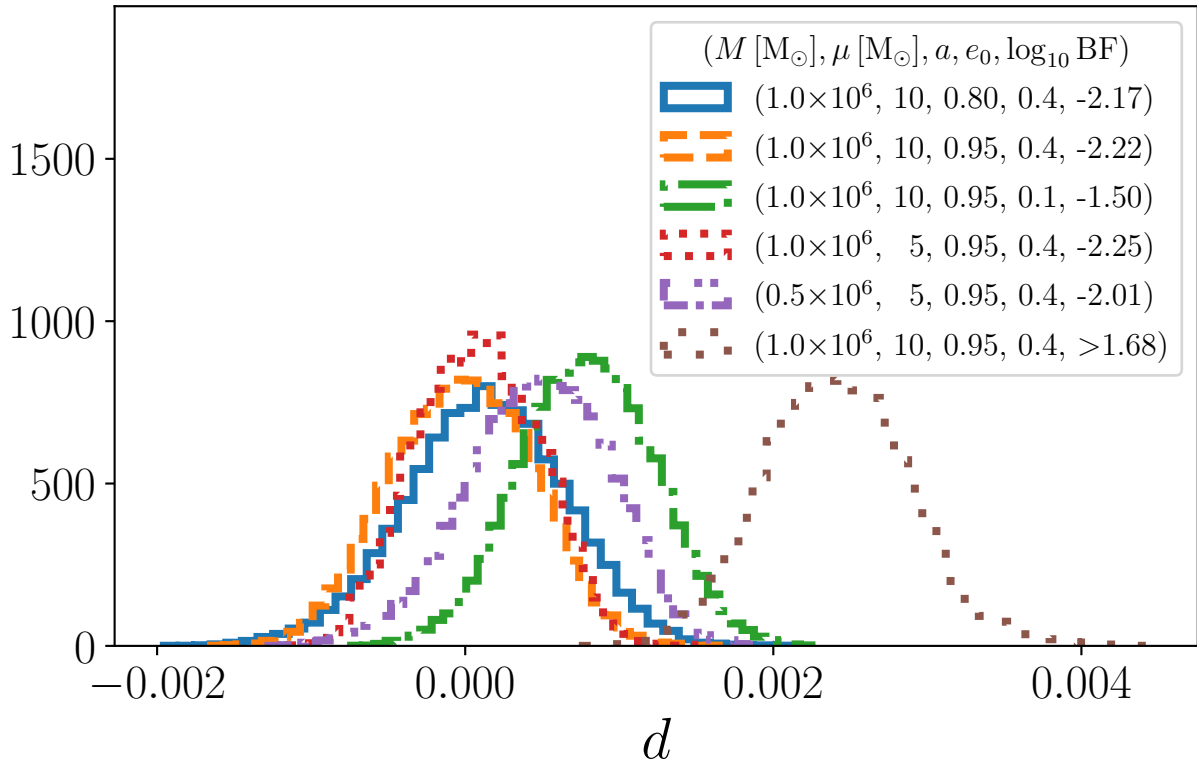 (M [M⊙], μ [M⊙], a, e₀, log₁₀ BF)
(1.0×10⁶, 10, 0.80, 0.4, -2.17)
(1.0×10⁶, 10, 0.95, 0.4, -2.22)
(1.0×10⁶, 10, 0.95, 0.1, -1.50)
(1.0×10⁶, 5, 0.95, 0.4, -2.25)
(0.5×10⁶, 5, 0.95, 0.4, -2.01)
(1.0×10⁶, 10, 0.95, 0.4, >1.68)
1500
1000
500
0
−0.002 0.000 0.002 0.004
d